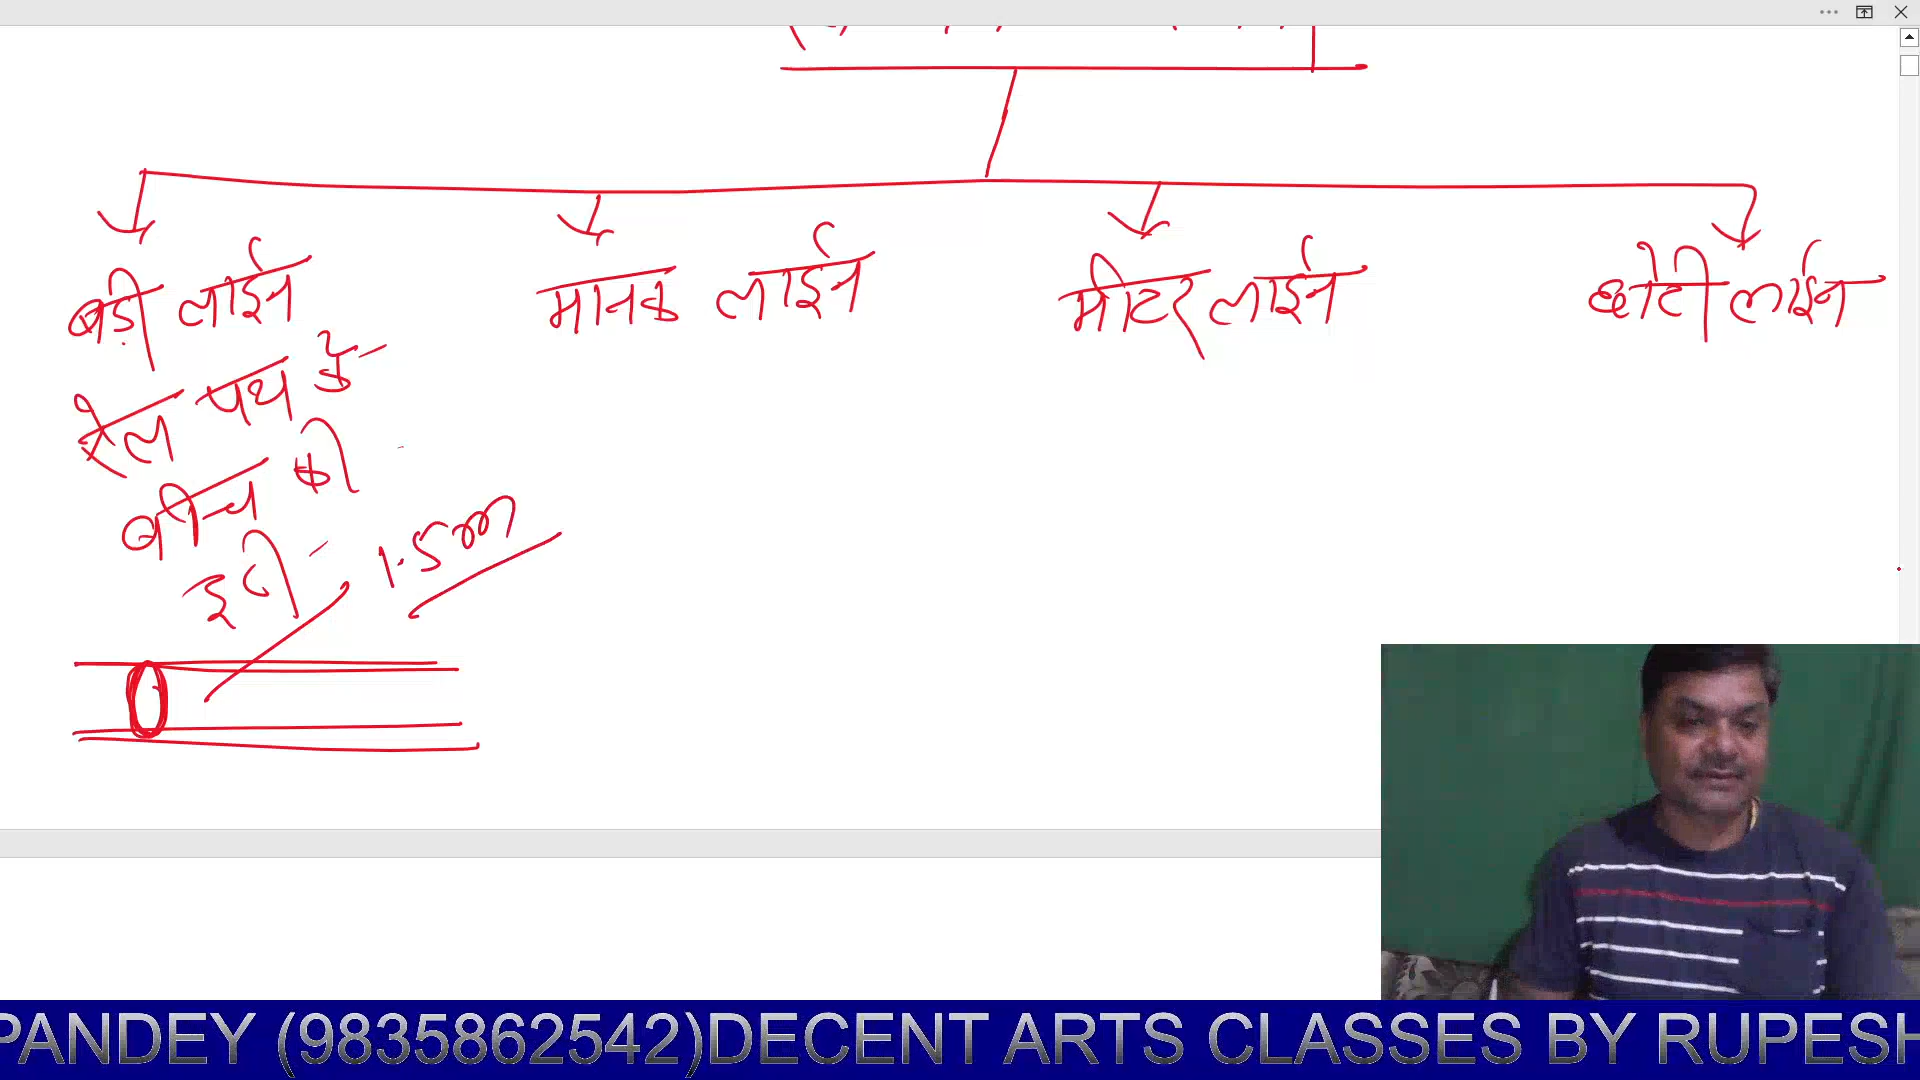 बड़ी लाईन
मानक लाईन
मीटर लाईन
छोटी लाईन
रेल पथ के
बीच की
दूरी = 1.5m
PANDEY (9835862542)DECENT ARTS CLASSES BY RUPESH